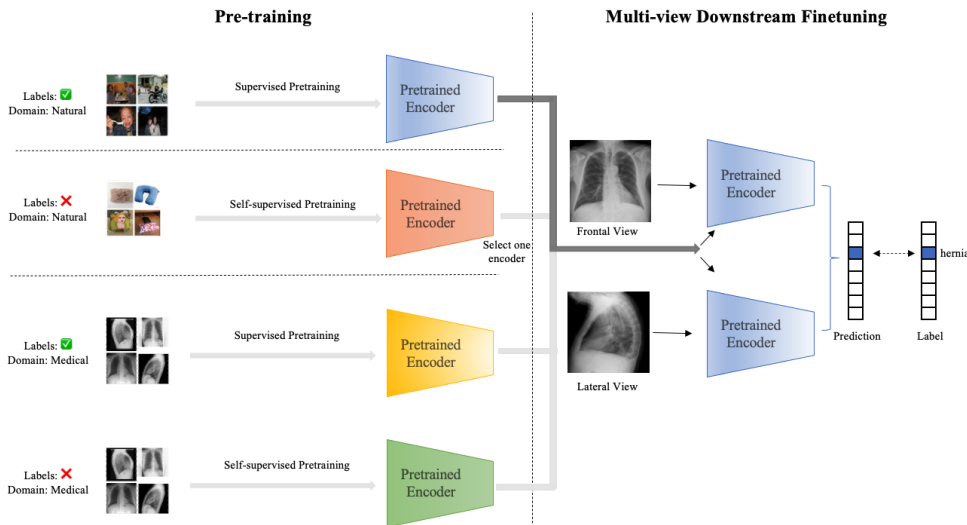 Pre-training
Multi-view Downstream Finetuning
Labels: ✅
Domain: Natural
Supervised Pretraining
Pretrained
Encoder
Labels: ❌
Domain: Natural
Self-supervised Pretraining
Pretrained
Encoder
Select one
encoder
Labels: ✅
Domain: Medical
Supervised Pretraining
Pretrained
Encoder
Labels: ❌
Domain: Medical
Self-supervised Pretraining
Pretrained
Encoder
Frontal View
Pretrained
Encoder
Lateral View
Pretrained
Encoder
hernia
Prediction
Label